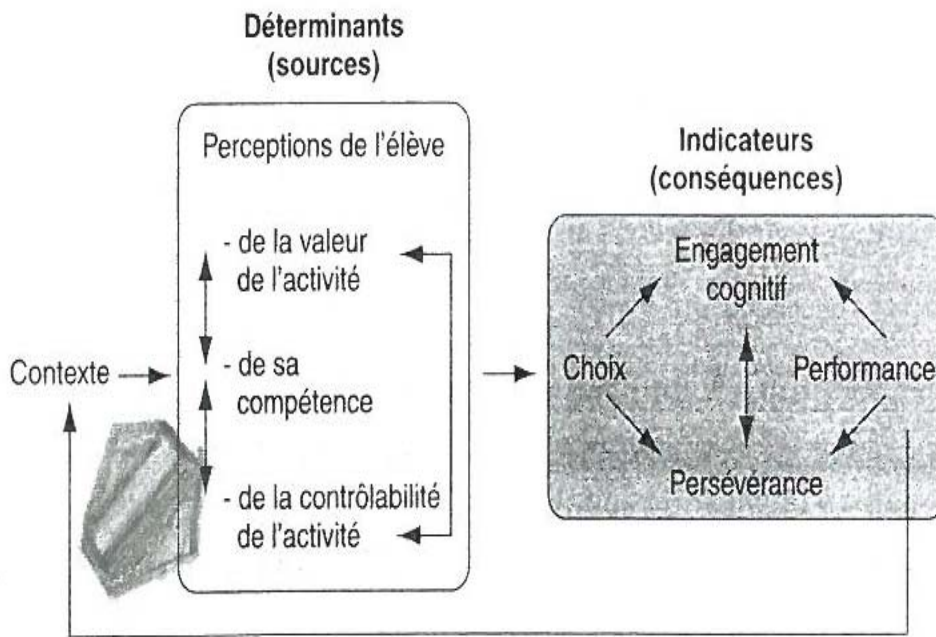 Déterminants
(sources)
Perceptions de l'élève
- de la valeur
de l'activité
- de sa
compétence
- de la contrôlabilité
de l'activité
Contexte
Indicateurs
(conséquences)
Engagement
cognitif
Choix
Performance
Persévérance